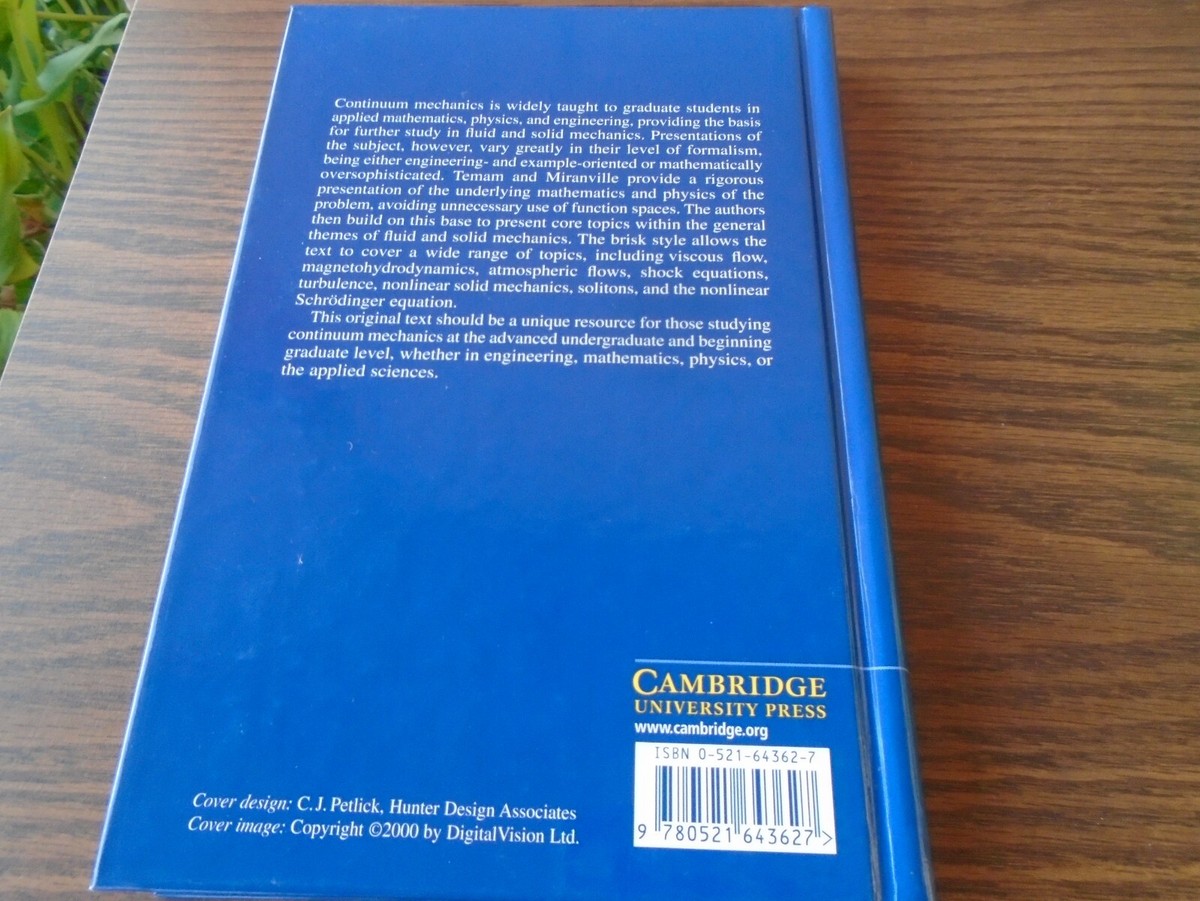 Continuum mechanics is widely taught to graduate students in
applied mathematics, physics, and engineering, providing the basis
for further study in fluid and solid mechanics. Presentations of
the subject, however, vary greatly in their level of formalism,
being either engineering- and example-oriented or mathematically
oversophisticated. Temam and Miranville provide a rigorous
presentation of the underlying mathematics and physics of the
problem, avoiding unnecessary use of function spaces. The authors
then build on this base to present core topics within the general
themes of fluid and solid mechanics. The brisk style allows the
text to cover a wide range of topics, including viscous flow,
magnetohydrodynamics, atmospheric flows, shock equations,
turbulence, nonlinear solid mechanics, solitons, and the nonlinear
Schrödinger equation.
This original text should be a unique resource for those studying
continuum mechanics at the advanced undergraduate and beginning
graduate level, whether in engineering, mathematics, physics, or
the applied sciences.
CAMBRIDGE
UNIVERSITY PRESS
www.cambridge.org
ISBN 0-521-64362-7
9 780521 643627 >
Cover design: C.J. Petlick, Hunter Design Associates
Cover image: Copyright ©2000 by DigitalVision Ltd.